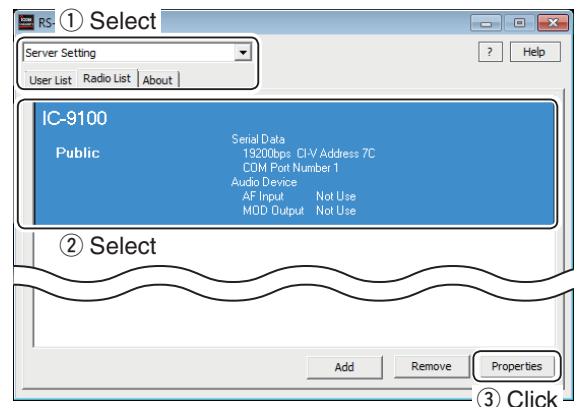 RS-
① Select
Server Setting
? Help
User List Radio List About
IC-9100
Public
Serial Data
19200bps CI-V Address 7C
COM Port Number 1
Audio Device
AF Input Not Use
MOD Output Not Use
② Select
Add Remove Properties
③ Click